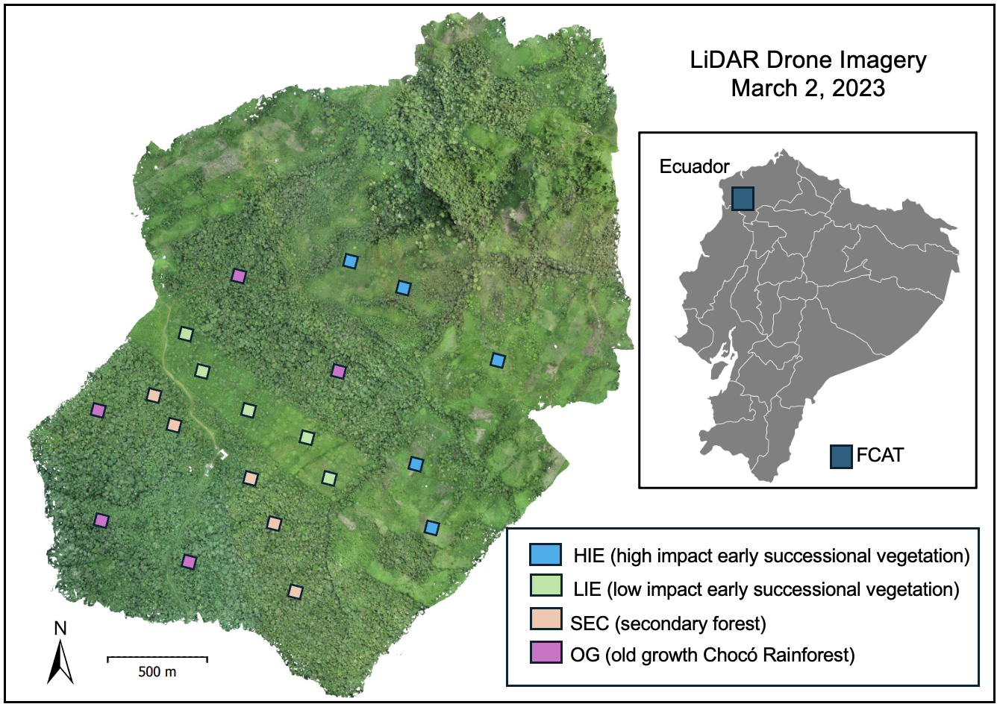 LiDAR Drone Imagery
March 2, 2023
Ecuador
FCAT
HIE (high impact early successional vegetation)
LIE (low impact early successional vegetation)
SEC (secondary forest)
OG (old growth Chocó Rainforest)
N
500 m